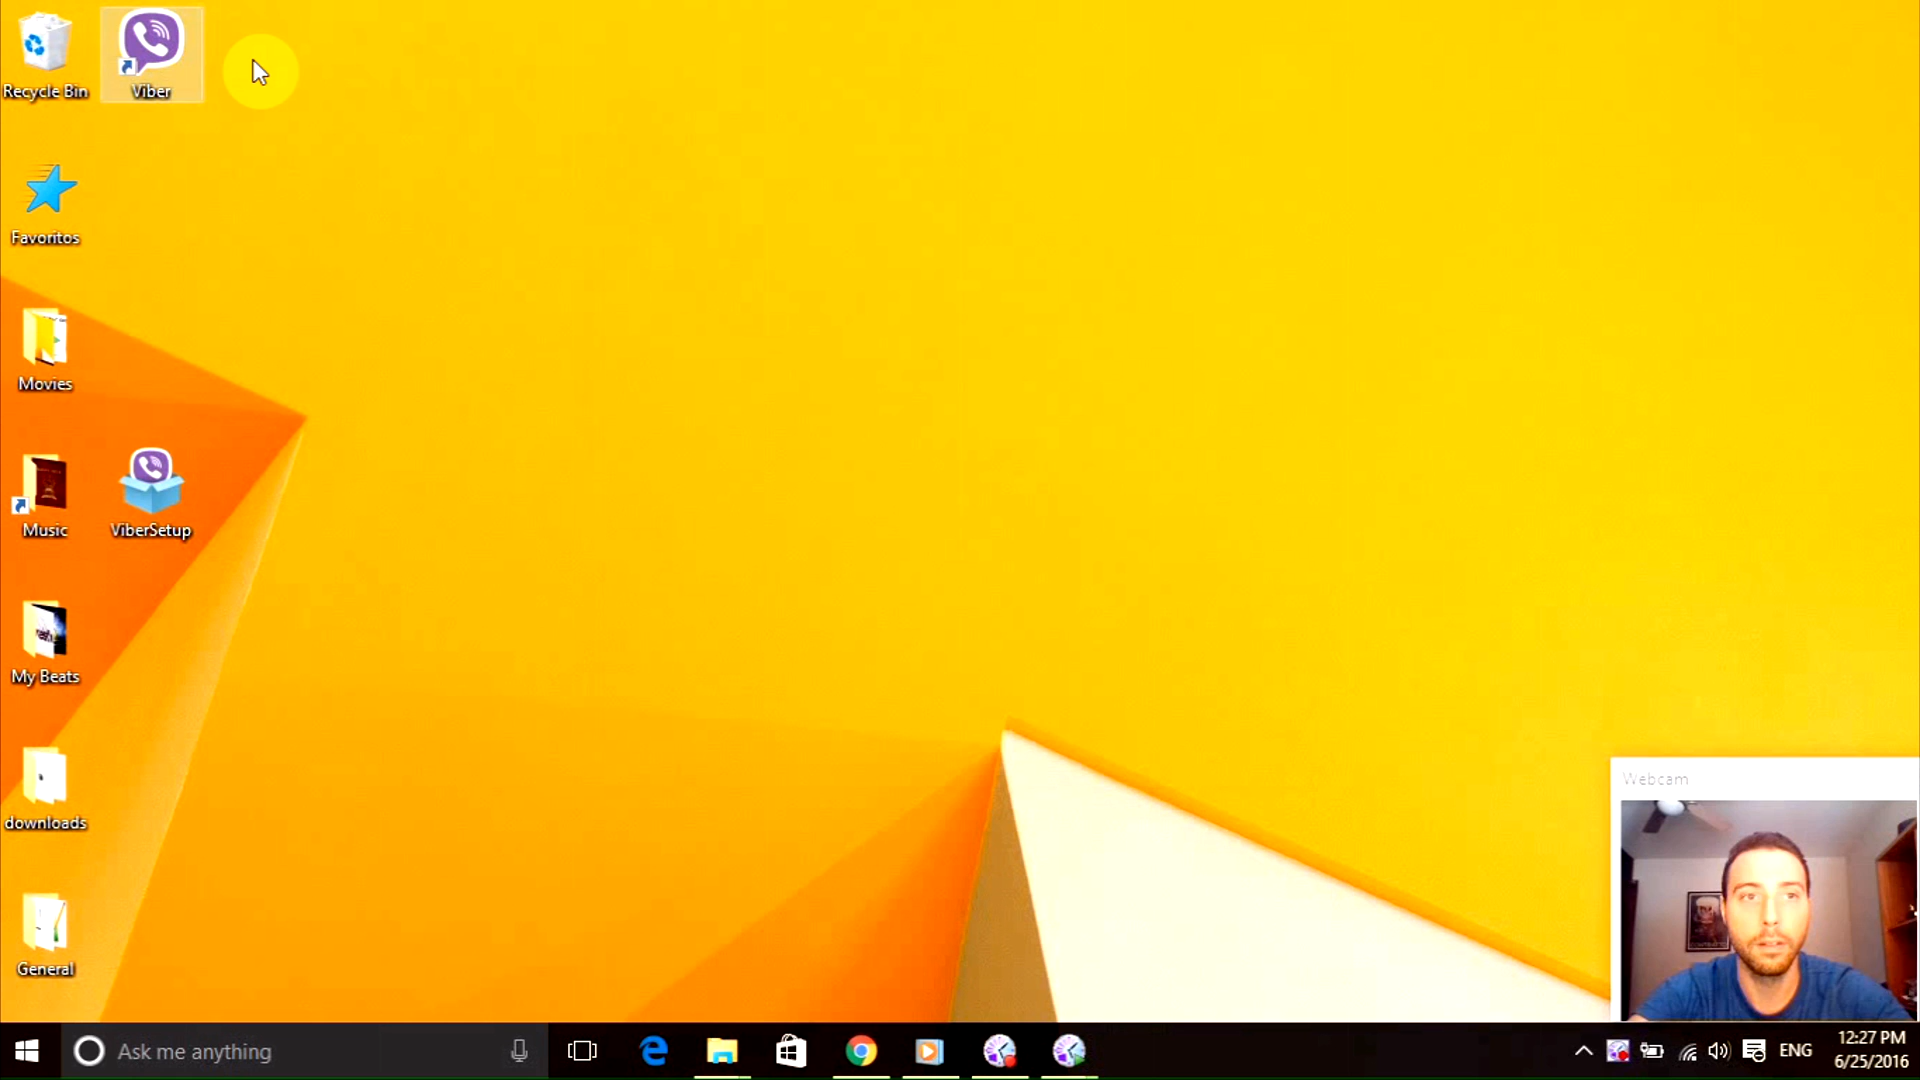 Recycle Bin
Viber
Favoritos
Movies
Music
ViberSetup
My Beats
downloads
General
Webcam
Ask me anything
ENG
12:27 PM
6/25/2016